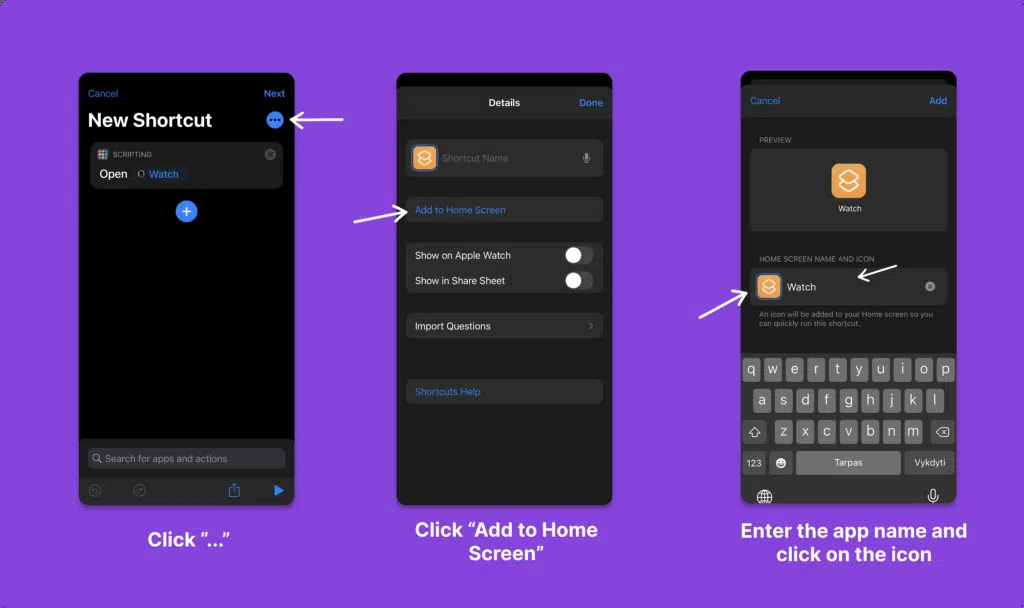 Cancel
Next
New Shortcut
SCRIPTING
Open Watch
Search for apps and actions
Click “...”
Details
Done
Shortcut Name
Add to Home Screen
Show on Apple Watch
Show in Share Sheet
Import Questions
Shortcuts Help
Click “Add to Home
Screen”
Cancel
Add
PREVIEW
Watch
HOME SCREEN NAME AND ICON
Watch
An icon will be added to your Home screen so you
can quickly run this shortcut.
q w e r t y u i o p
a s d f g h j k l
z x c v b n m
123 Tarpas Vykdyti
Enter the app name and
click on the icon